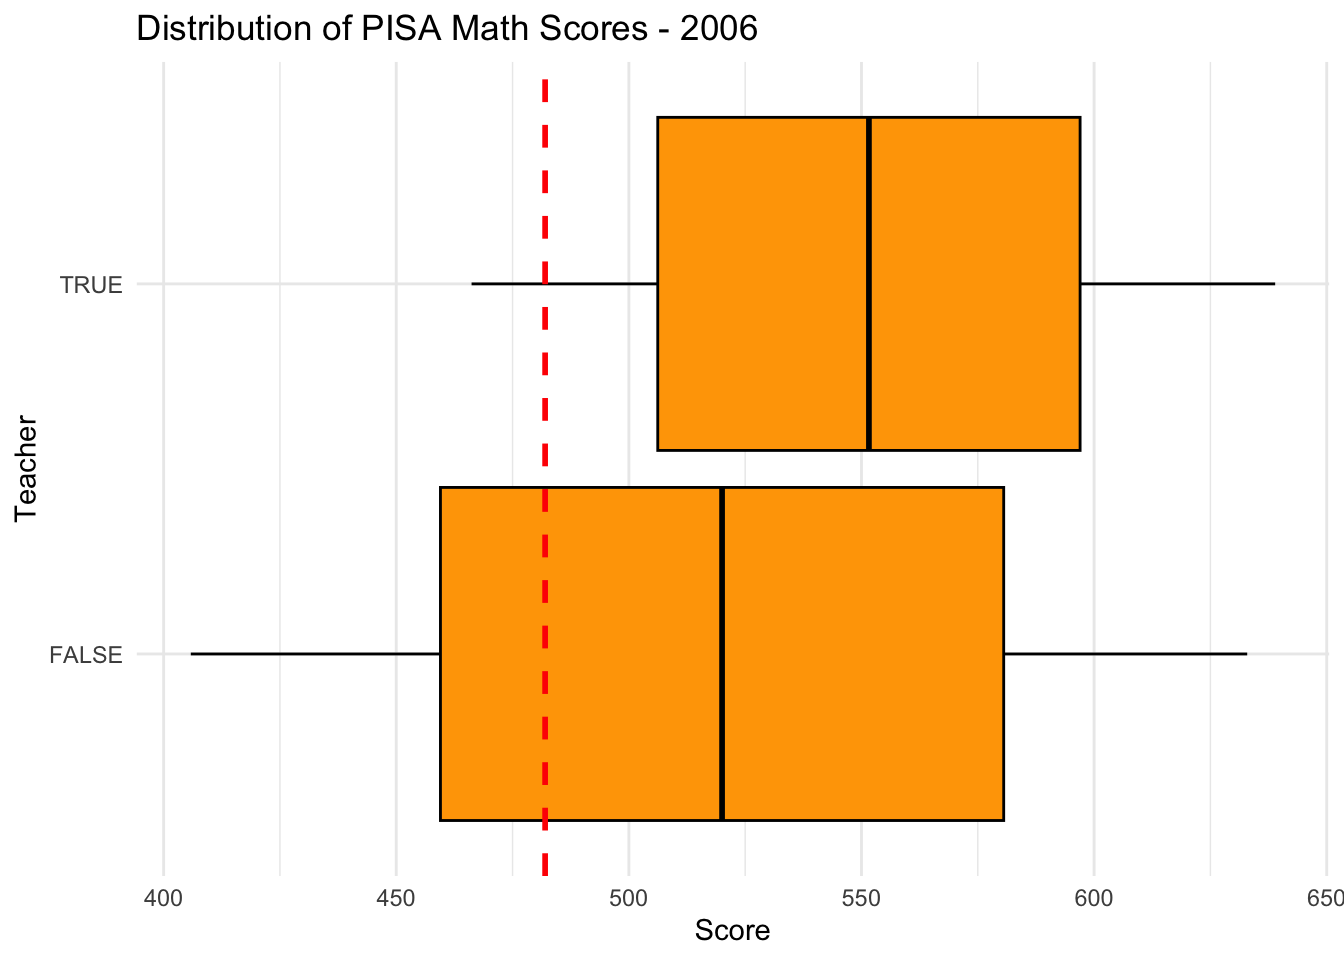 Distribution of PISA Math Scores - 2006
Teacher
TRUE
FALSE
400 450 500 550 600 650
Score